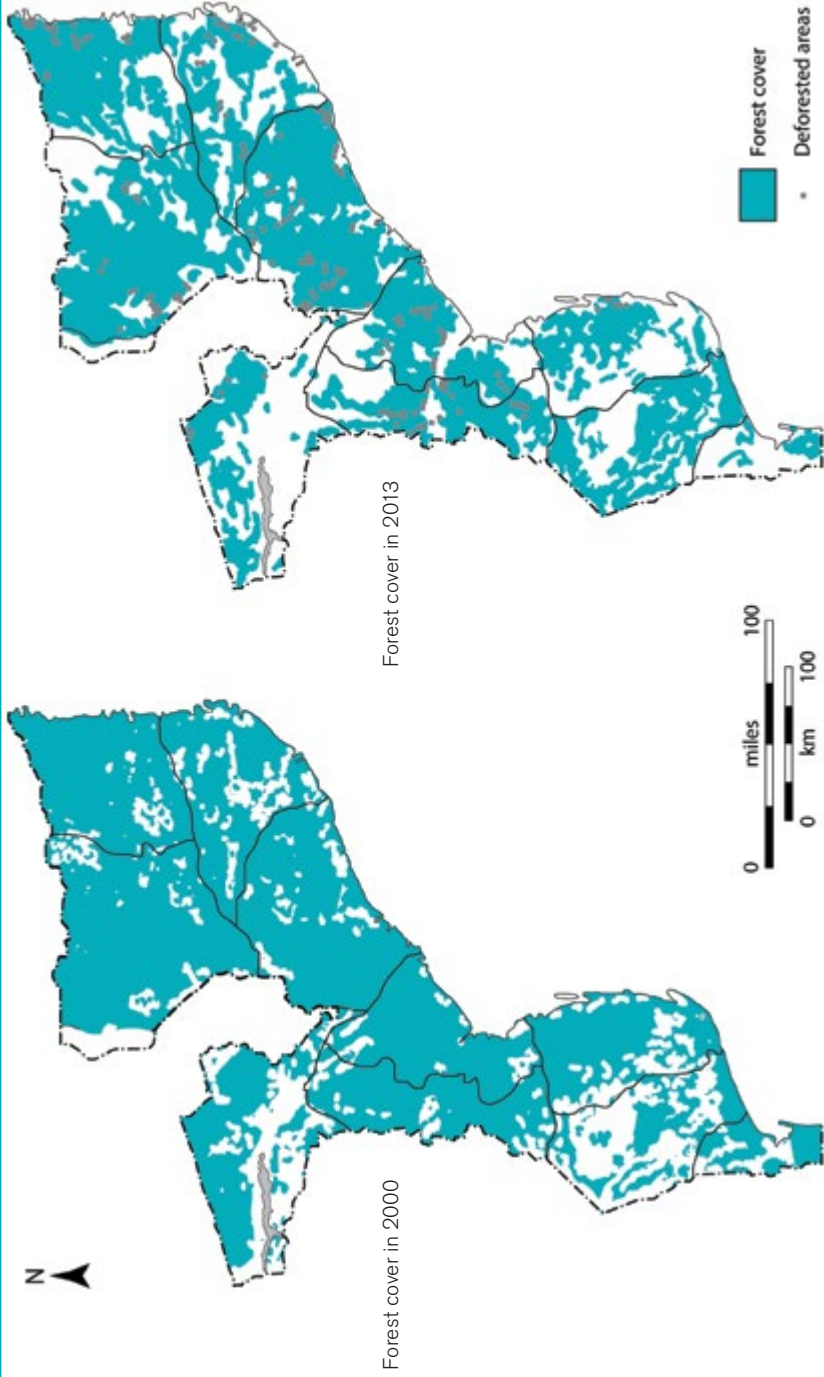 N
Forest cover in 2000
0 miles 100
0 km 100
Forest cover in 2013
Forest cover
Deforested areas